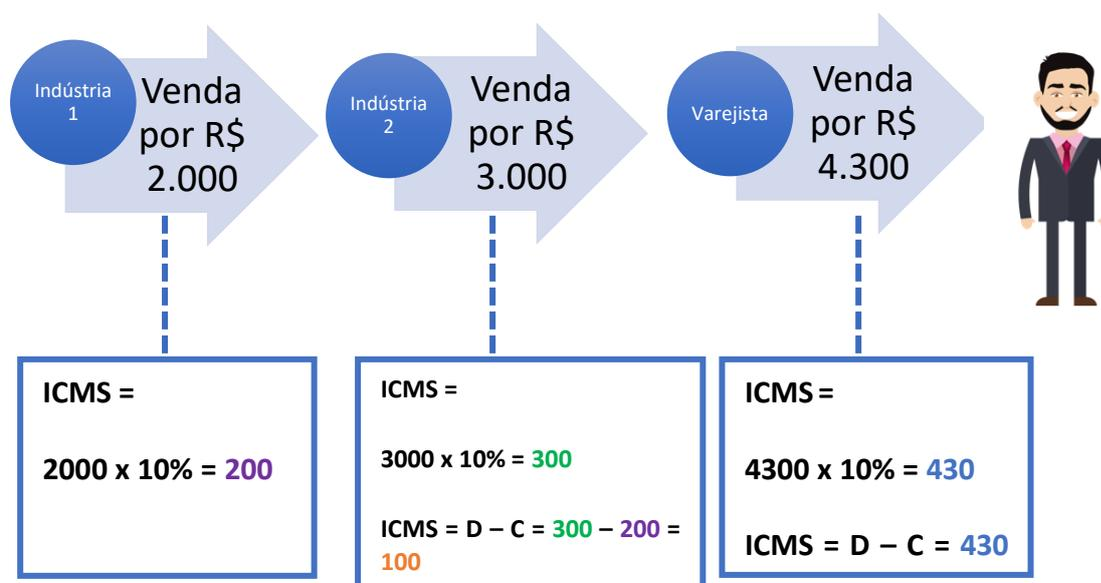 Indústria
1
Venda
por R$
2.000
Indústria
2
Venda
por R$
3.000
Varejista
Venda
por R$
4.300
ICMS =
2000 x 10% = 200
ICMS =
3000 x 10% = 300
ICMS = D – C = 300 – 200 =
100
ICMS =
4300 x 10% = 430
ICMS = D – C = 430